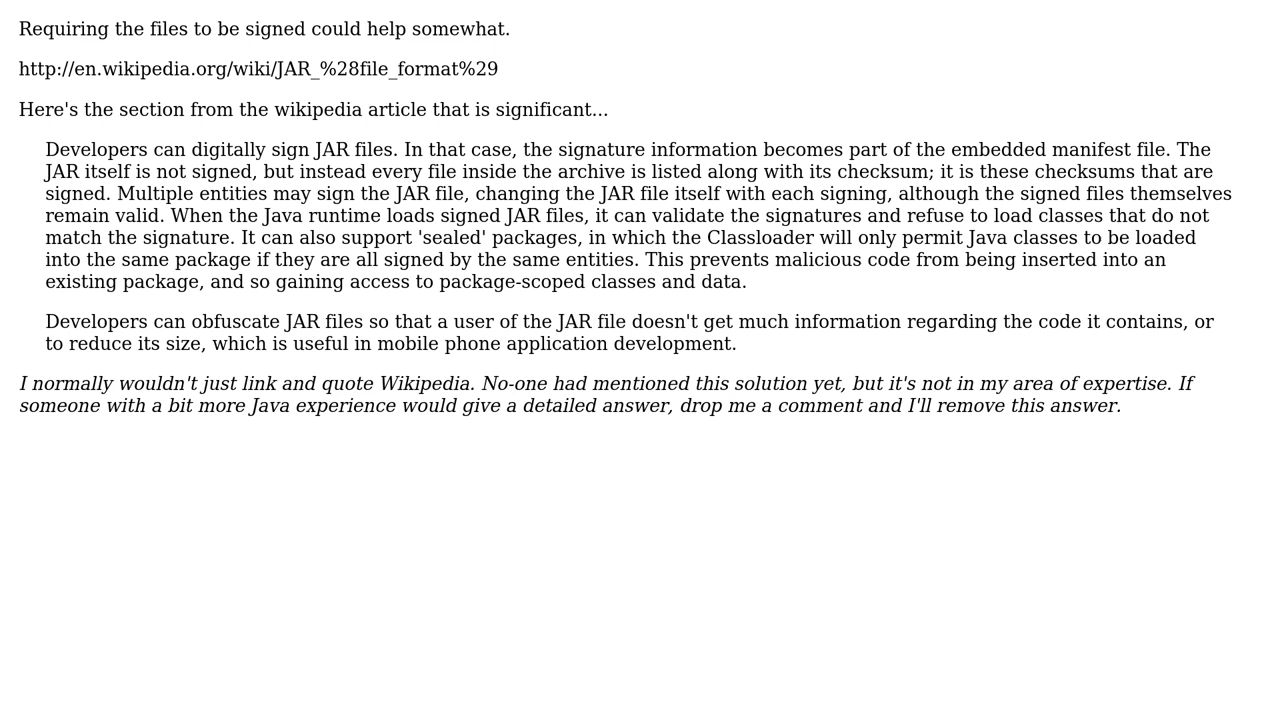 Requiring the files to be signed could help somewhat.
http://en.wikipedia.org/wiki/JAR_%28file_format%29
Here's the section from the wikipedia article that is significant...
Developers can digitally sign JAR files. In that case, the signature information becomes part of the embedded manifest file. The
JAR itself is not signed, but instead every file inside the archive is listed along with its checksum; it is these checksums that are
signed. Multiple entities may sign the JAR file, changing the JAR file itself with each signing, although the signed files themselves
remain valid. When the Java runtime loads signed JAR files, it can validate the signatures and refuse to load classes that do not
match the signature. It can also support 'sealed' packages, in which the Classloader will only permit Java classes to be loaded
into the same package if they are all signed by the same entities. This prevents malicious code from being inserted into an
existing package, and so gaining access to package-scoped classes and data.
Developers can obfuscate JAR files so that a user of the JAR file doesn't get much information regarding the code it contains, or
to reduce its size, which is useful in mobile phone application development.
I normally wouldn't just link and quote Wikipedia. No-one had mentioned this solution yet, but it's not in my area of expertise. If
someone with a bit more Java experience would give a detailed answer, drop me a comment and I'll remove this answer.